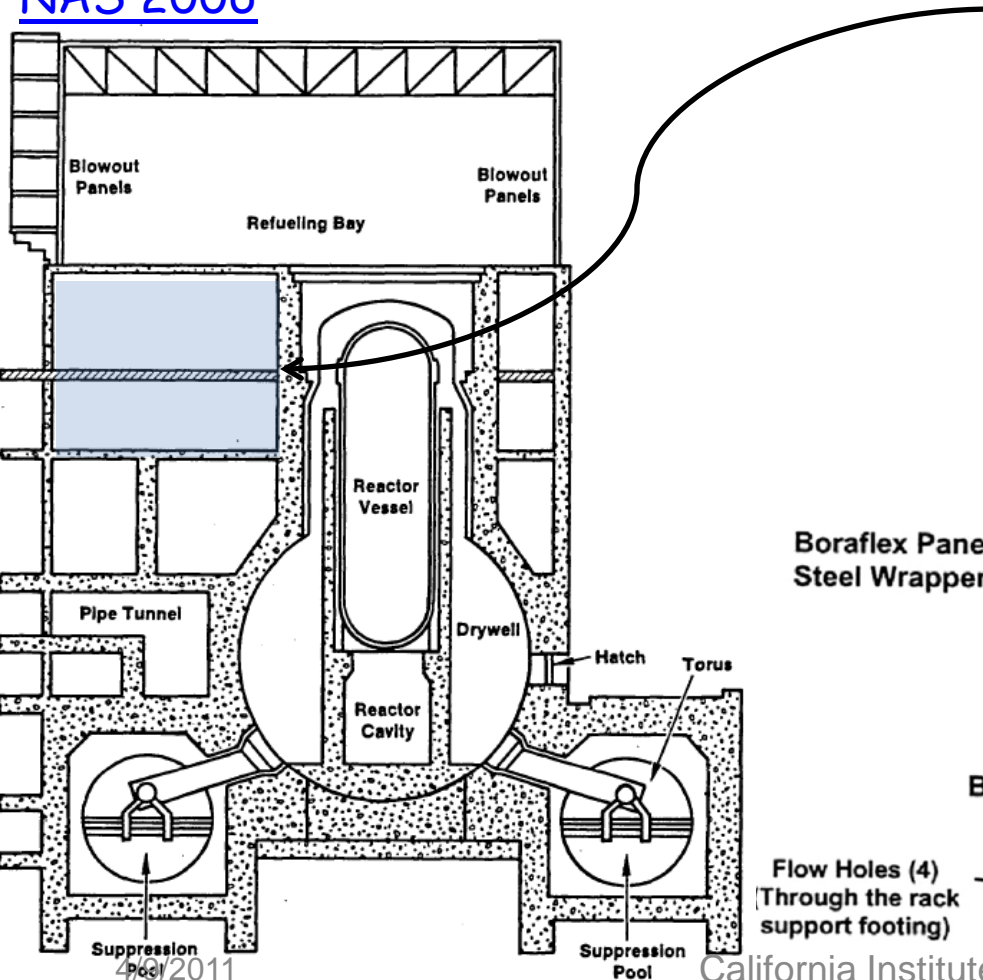 NAS 2006
Blowout
Panels
Blowout
Panels
Refueling Bay
Reactor
Vessel
Boraflex Pane
Steel Wrapper
Pipe Tunnel
Drywell
Hatch
Torus
Reactor
Cavity
B
Flow Holes (4)
(Through the rack
support footing)
Suppression
Pool
Suppression
Pool
4/9/2011
California Institute